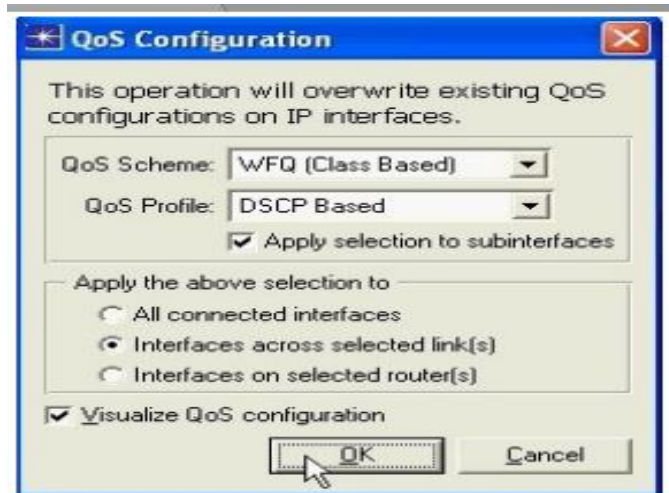 QoS Configuration
This operation will overwrite existing QoS
configurations on IP interfaces.
QoS Scheme: WFQ (Class Based)
QoS Profile: DSCP Based
Apply selection to subinterfaces
Apply the above selection to
All connected interfaces
Interfaces across selected link(s)
Interfaces on selected router(s)
Visualize QoS configuration
OK Cancel